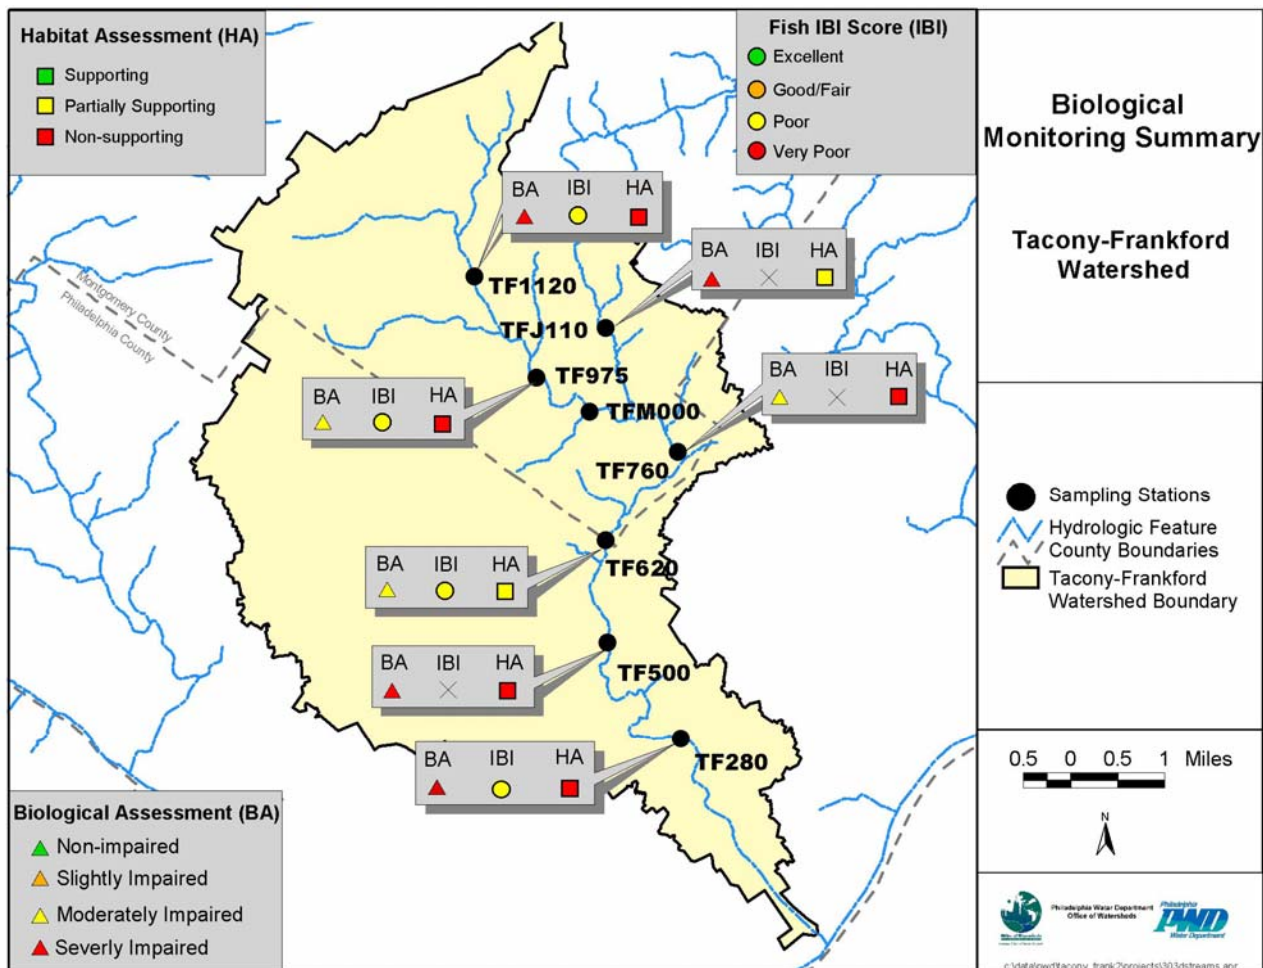 Habitat Assessment (HA)
Supporting
Partially Supporting
Non-supporting
Fish IBI Score (IBI)
Excellent
Good/Fair
Poor
Very Poor
Biological
Monitoring Summary
Tacony-Frankford
Watershed
BA IBI HA
TF1120
BA IBI HA
TFJ110
Montgomery County
Philadelphia County
TF975
BA IBI HA
TFM000
BA IBI HA
TF760
TF620
BA IBI HA
TF500
BA IBI HA
TF280
BA IBI HA
Sampling Stations
Hydrologic Feature
County Boundaries
Tacony-Frankford
Watershed Boundary
0.5 0 0.5 1 Miles
N
Biological Assessment (BA)
Non-impaired
Slightly Impaired
Moderately Impaired
Severly Impaired
Philadelphia Water Department
Office of Watersheds
Philadelphia
PWD
Water Department